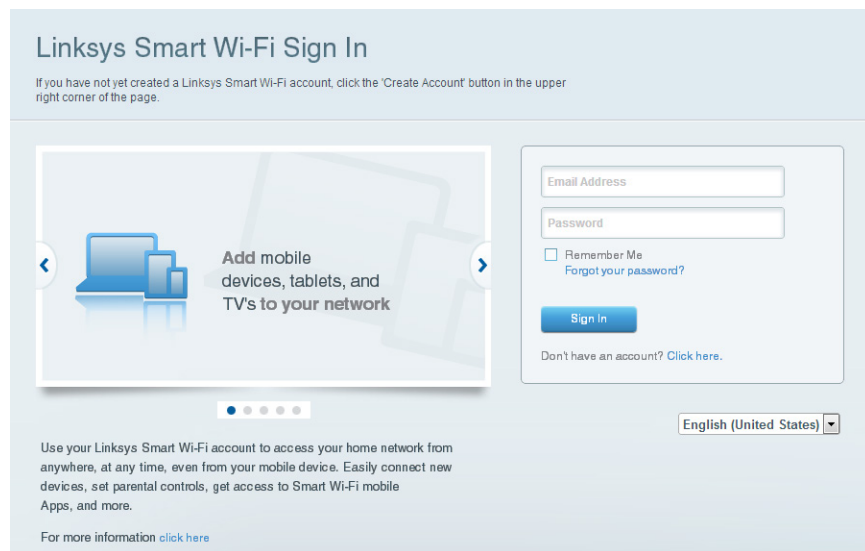 Linksys Smart Wi-Fi Sign In
If you have not yet created a Linksys Smart Wi-Fi account, click the 'Create Account' button in the upper
right corner of the page.
Add mobile
devices, tablets, and
TV's to your network
Email Address
Password
Remember Me
Forgot your password?
Sign In
Don't have an account? Click here.
English (United States)
Use your Linksys Smart Wi-Fi account to access your home network from
anywhere, at any time, even from your mobile device. Easily connect new
devices, set parental controls, get access to Smart Wi-Fi mobile
Apps, and more.
For more information click here